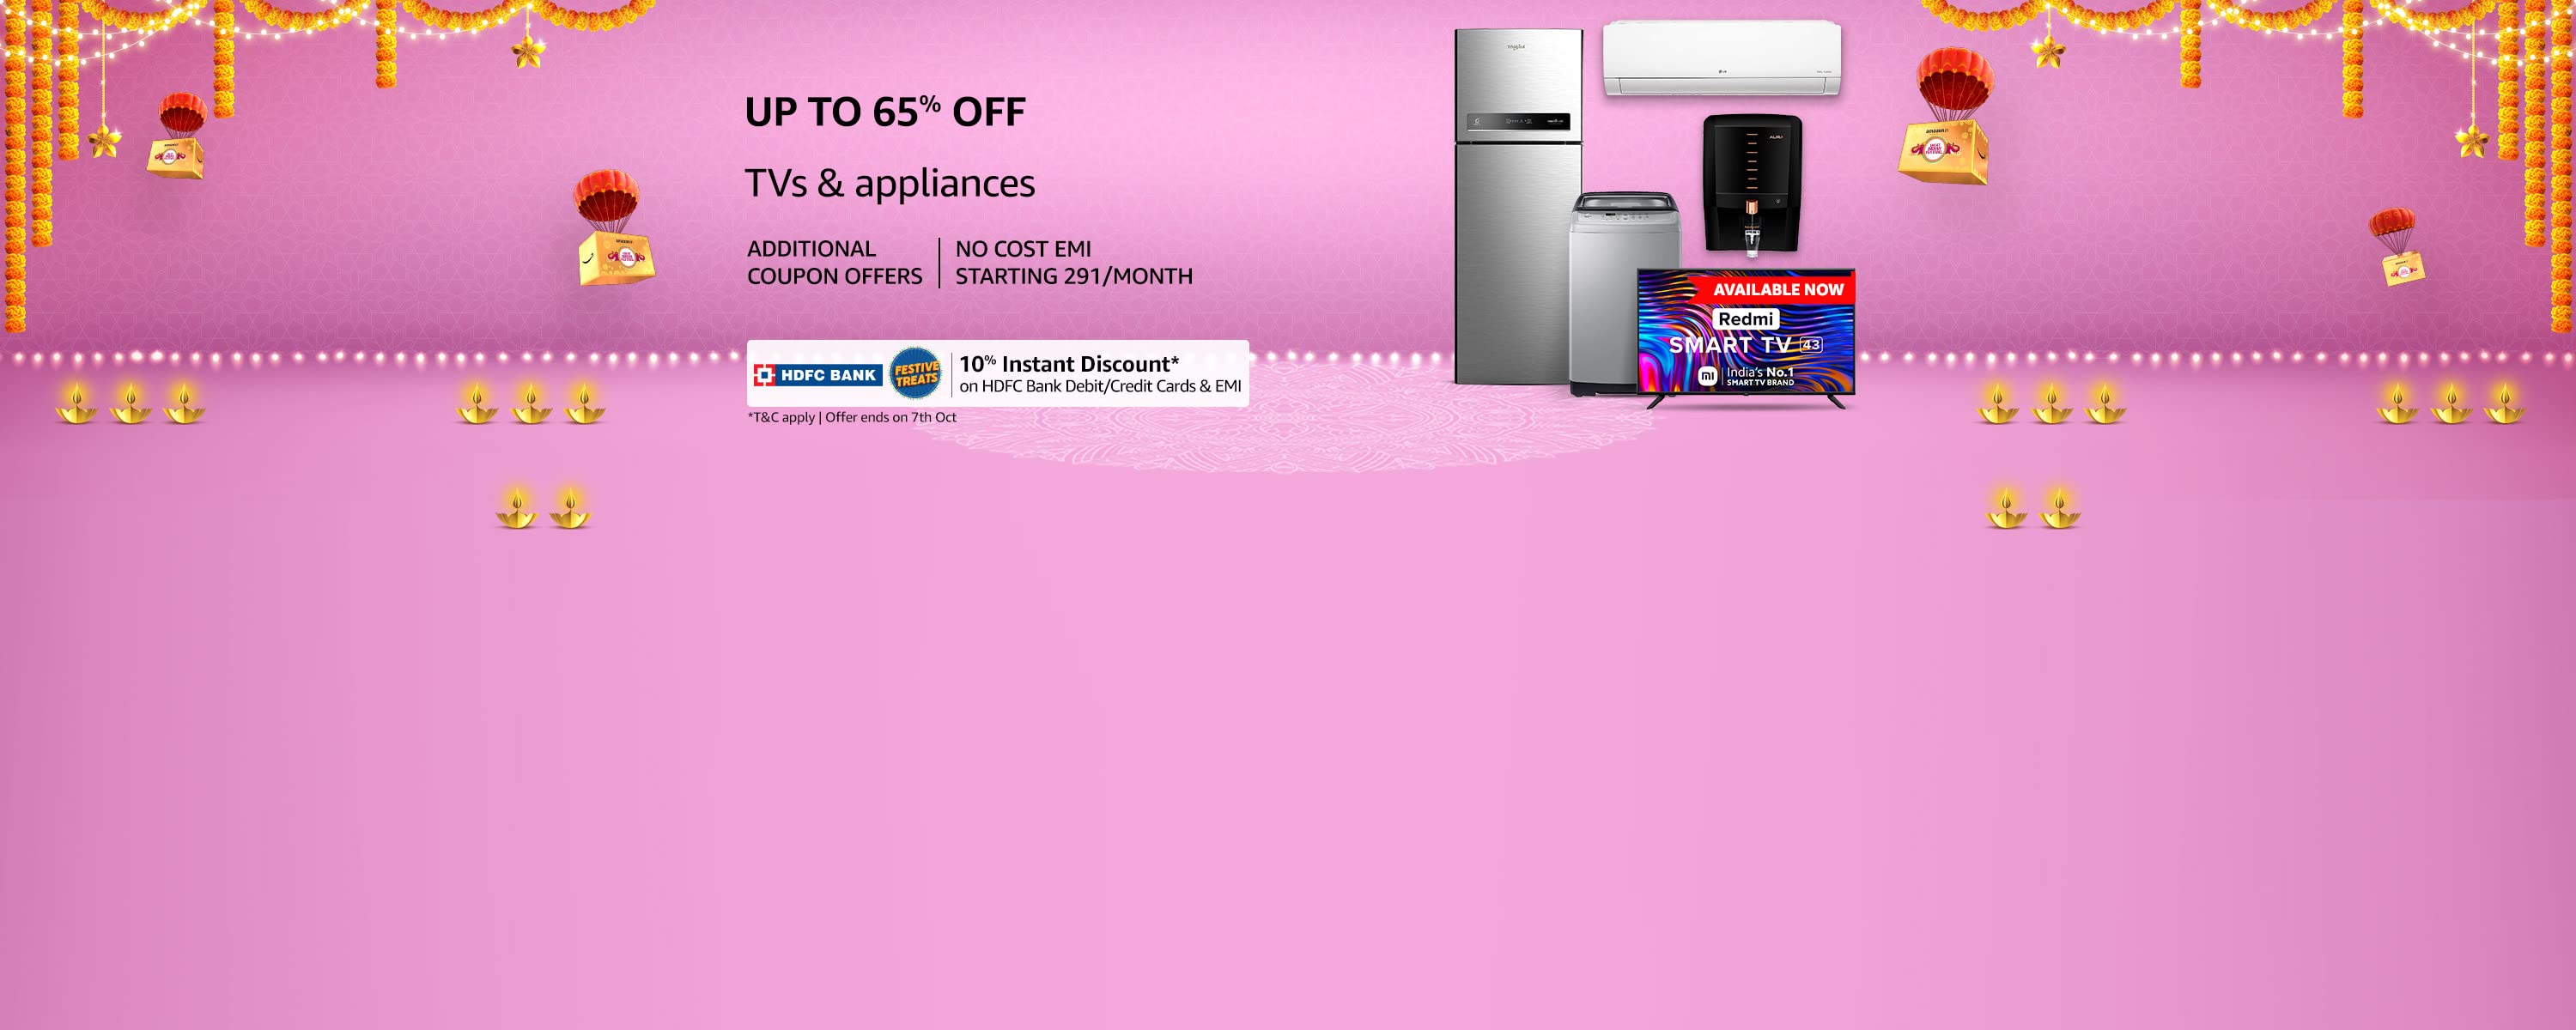 UP TO 65% OFF
TVs & appliances
ADDITIONAL
COUPON OFFERS
NO COST EMI
STARTING 291/MONTH
HDFC BANK
FESTIVE
TREATS
10% Instant Discount*
on HDFC Bank Debit/Credit Cards & EMI
*T&C apply | Offer ends on 7th Oct
LG
AVAILABLE NOW
Redmi
SMART TV 43
mi
India's No.1
SMART TV BRAND